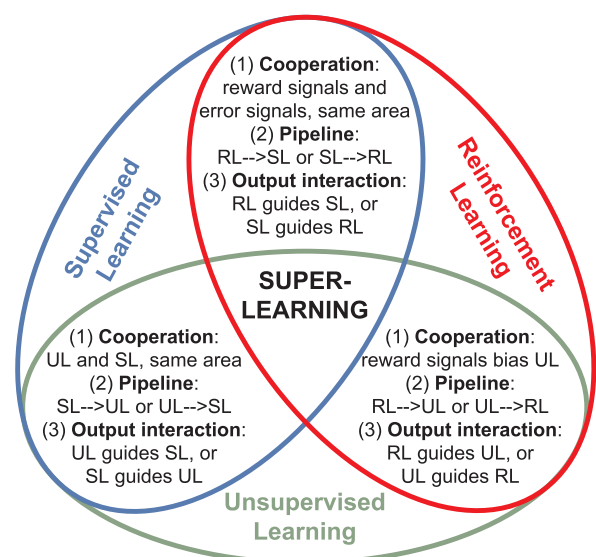 (1) Cooperation:
reward signals and
error signals, same area
(2) Pipeline:
RL-->SL or SL-->RL
(3) Output interaction:
RL guides SL, or
SL guides RL
Supervised
Learning
Reinforcement
Learning
SUPER-
LEARNING
(1) Cooperation:
UL and SL, same area
(2) Pipeline:
SL-->UL or UL-->SL
(3) Output interaction:
UL guides SL, or
SL guides UL
(1) Cooperation:
reward signals bias UL
(2) Pipeline:
RL-->UL or UL-->RL
(3) Output interaction:
RL guides UL, or
UL guides RL
Unsupervised
Learning